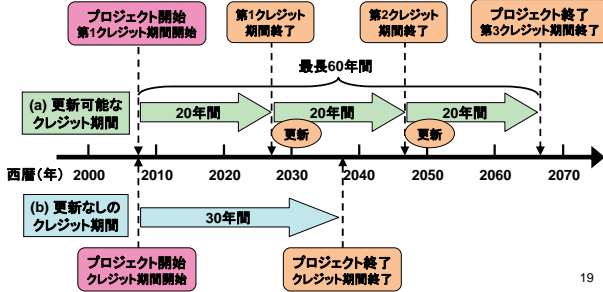 プロジェクト開始
第1クレジット期間開始
第1クレジット
期間終了
第2クレジット
期間終了
プロジェクト終了
第3クレジット期間終了
最長60年間
(a) 更新可能な
クレジット期間
20年間
20年間
20年間
更新
更新
西暦(年)
2000
2010
2020
2030
2040
2050
2060
2070
(b) 更新なしの
クレジット期間
30年間
プロジェクト開始
クレジット期間開始
プロジェクト終了
クレジット期間終了
19